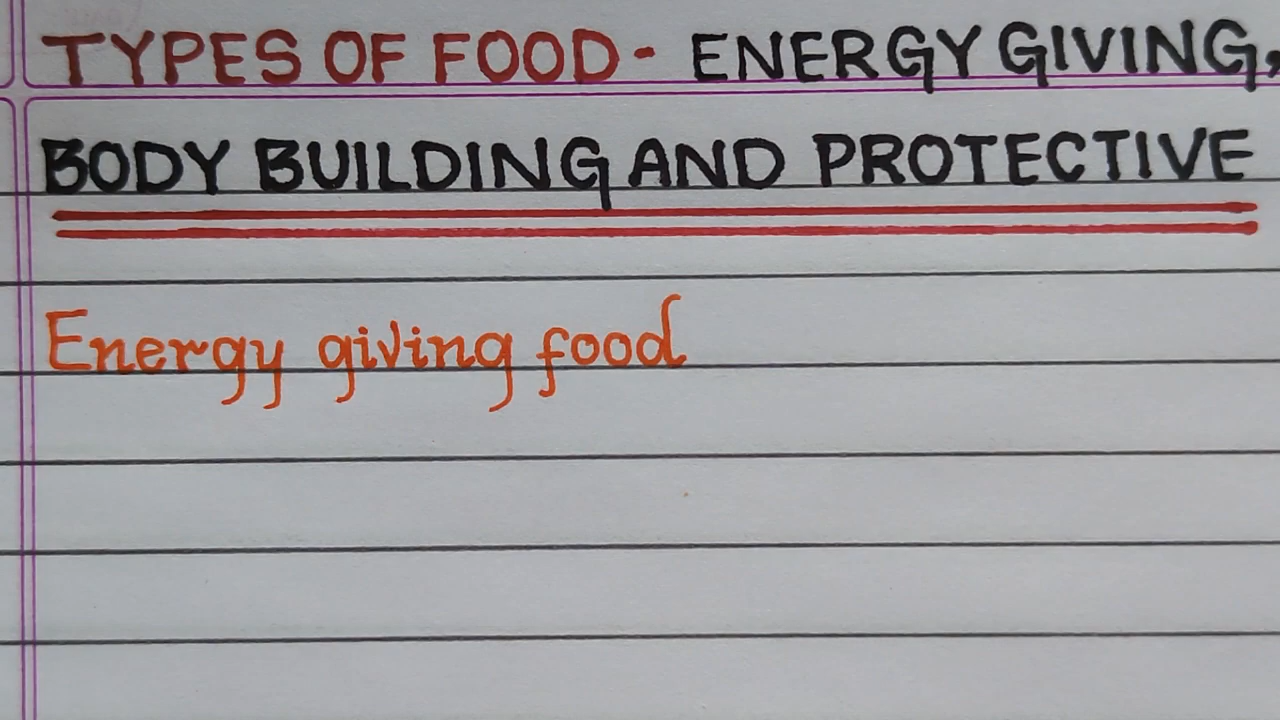 TYPES OF FOOD- ENERGY GIVING,
BODY BUILDING AND PROTECTIVE
Energy giving food